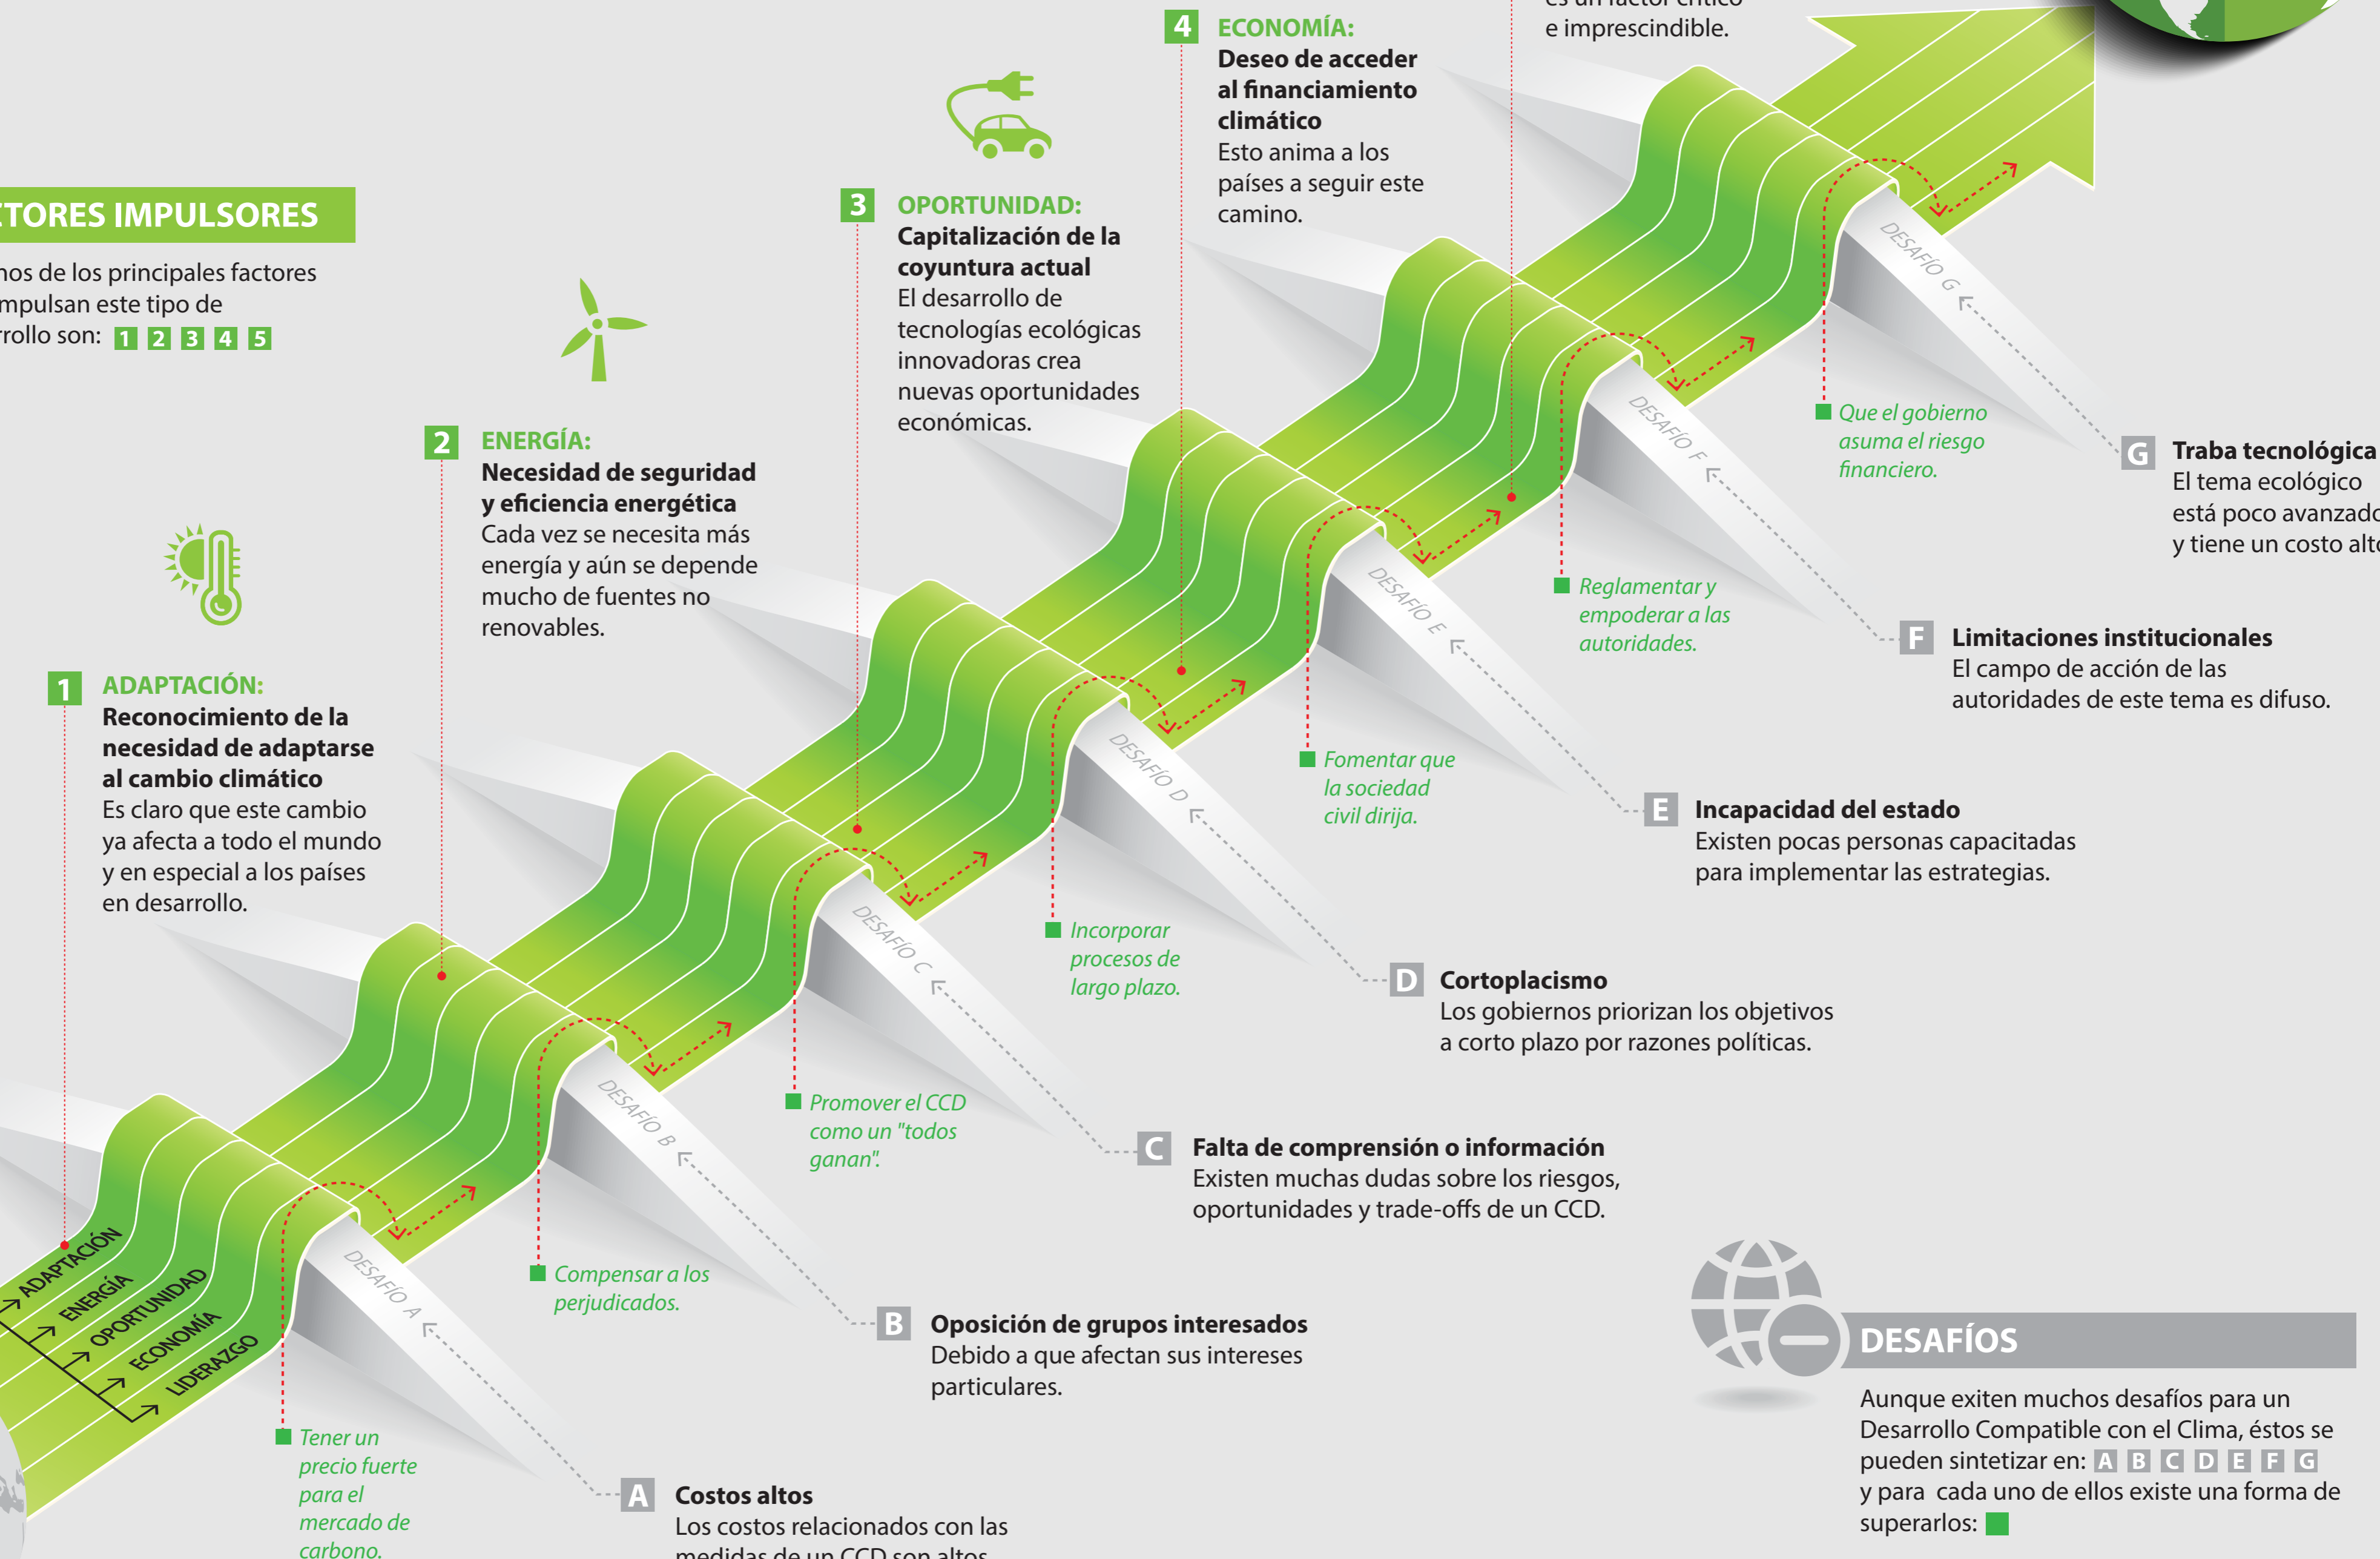 TORES IMPULSORES
nos de los principales factores
mpulsan este tipo de
rrollo son: 1 2 3 4 5
1 ADAPTACIÓN:
Reconocimiento de la
necesidad de adaptarse
al cambio climático
Es claro que este cambio
ya afecta a todo el mundo
y en especial a los países
en desarrollo.
2 ENERGÍA:
Necesidad de seguridad
y eficiencia energética
Cada vez se necesita más
energía y aún se depende
mucho de fuentes no
renovables.
3 OPORTUNIDAD:
Capitalización de la
coyuntura actual
El desarrollo de
tecnologías ecológicas
innovadoras crea
nuevas oportunidades
económicas.
4 ECONOMÍA:
Deseo de acceder
al financiamiento
climático
Esto anima a los
países a seguir este
camino.
es un factor crítico
e imprescindible.
ADAPTACIÓN
ENERGÍA
OPORTUNIDAD
ECONOMÍA
LIDERAZGO
DESAFÍO A
DESAFÍO B
DESAFÍO C
DESAFÍO D
DESAFÍO E
DESAFÍO F
DESAFÍO G
Tener un
precio fuerte
para el
mercado de
carbono.
Compensar a los
perjudicados.
Promover el CCD
como un "todos
ganan".
Incorporar
procesos de
largo plazo.
Fomentar que
la sociedad
civil dirija.
Reglamentar y
empoderar a las
autoridades.
Que el gobierno
asuma el riesgo
financiero.
G Traba tecnológica
El tema ecológico
está poco avanzado
y tiene un costo alto
F Limitaciones institucionales
El campo de acción de las
autoridades de este tema es difuso.
E Incapacidad del estado
Existen pocas personas capacitadas
para implementar las estrategias.
D Cortoplacismo
Los gobiernos priorizan los objetivos
a corto plazo por razones políticas.
C Falta de comprensión o información
Existen muchas dudas sobre los riesgos,
oportunidades y trade-offs de un CCD.
B Oposición de grupos interesados
Debido a que afectan sus intereses
particulares.
A Costos altos
Los costos relacionados con las
medidas de un CCD son altos
DESAFÍOS
Aunque exiten muchos desafíos para un
Desarrollo Compatible con el Clima, éstos se
pueden sintetizar en: A B C D E F G
y para cada uno de ellos existe una forma de
superarlos: